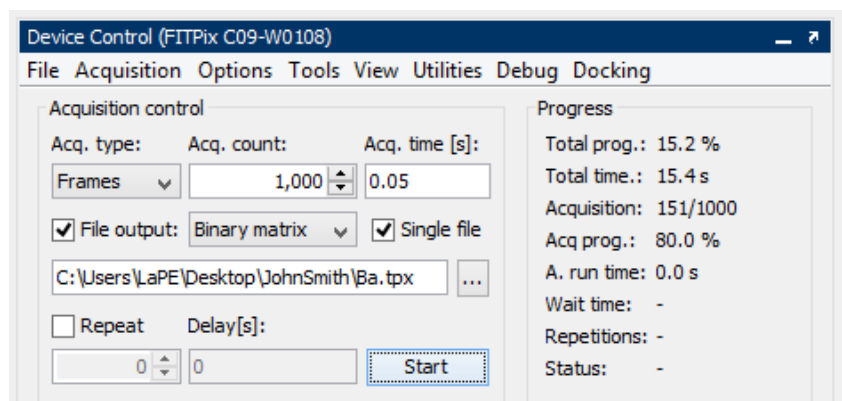 Device Control (FITPix C09-W0108)
File Acquisition Options Tools View Utilities Debug Docking
Acquisition control
Acq. type: Acq. count: Acq. time [s]:
Frames 1,000 0.05
File output: Binary matrix Single file
C:\Users\LaPE\Desktop\JohnSmith\Ba.tpx ...
Repeat Delay[s]:
0 0 Start
Progress
Total prog.: 15.2 %
Total time.: 15.4 s
Acquisition: 151/1000
Acq prog.: 80.0 %
A. run time: 0.0 s
Wait time: -
Repetitions: -
Status: -